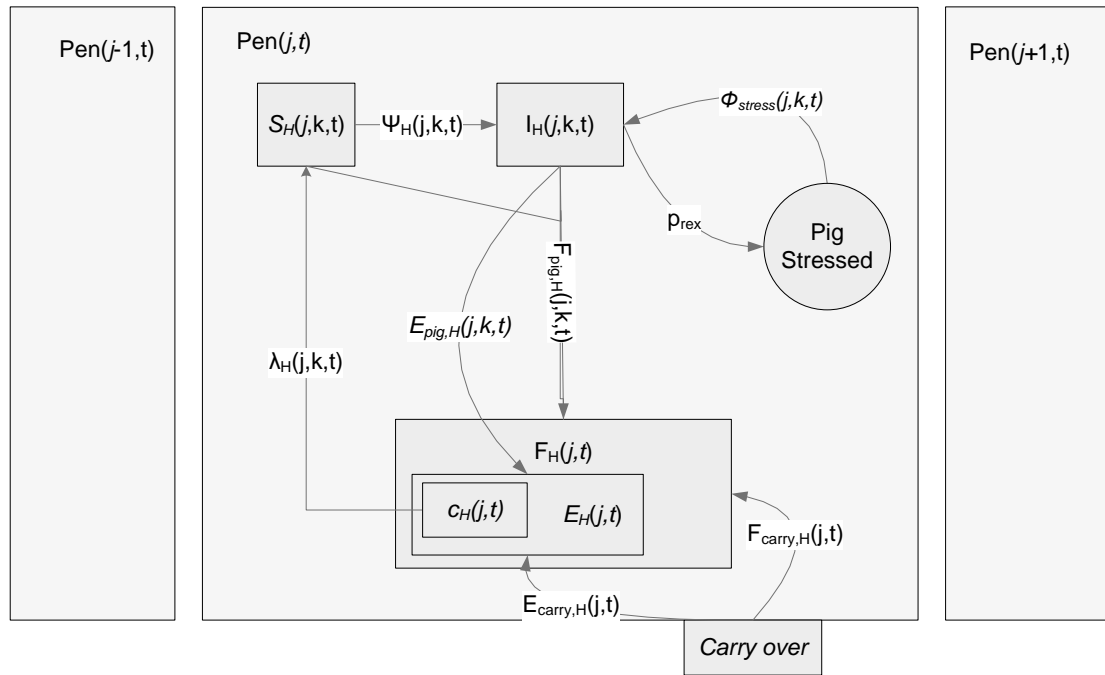 Pen(j-1,t)
Pen(j,t)
Pen(j+1,t)
S_H(j,k,t)
Ψ_H(j,k,t)
I_H(j,k,t)
Φ_stress(j,k,t)
p_rex
Pig
Stressed
F_pig,H(j,k,t)
E_pig,H(j,k,t)
λ_H(j,k,t)
F_H(j,t)
c_H(j,t)
E_H(j,t)
F_carry,H(j,t)
E_carry,H(j,t)
Carry over